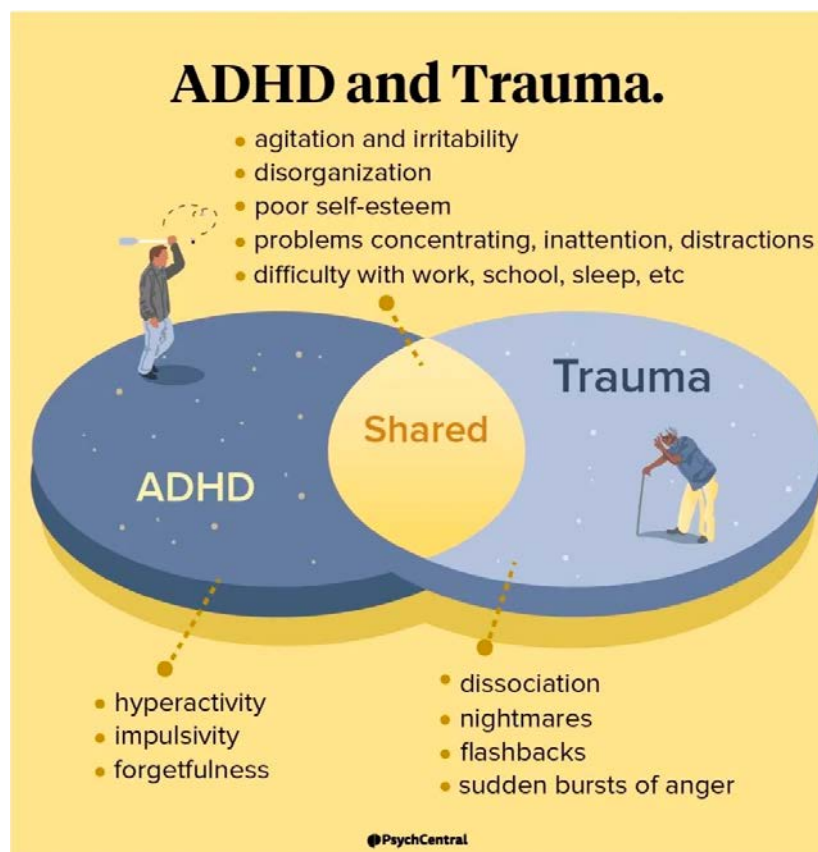 ADHD and Trauma.
agitation and irritability
disorganization
poor self-esteem
problems concentrating, inattention, distractions
difficulty with work, school, sleep, etc
Trauma
Shared
ADHD
hyperactivity
impulsivity
forgetfulness
dissociation
nightmares
flashbacks
sudden bursts of anger
PsychCentral